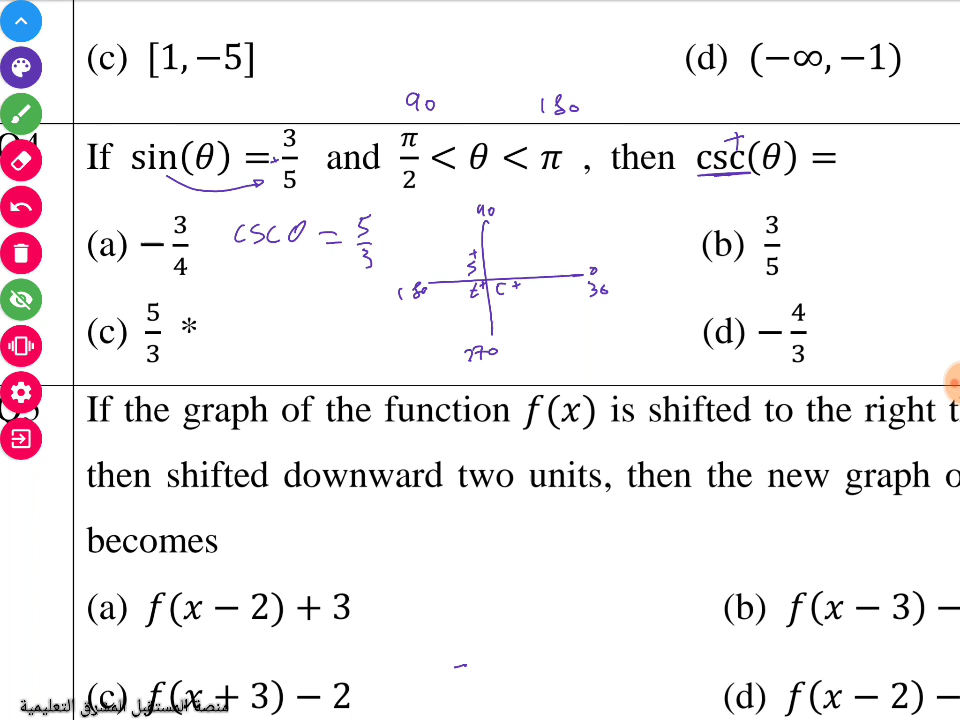 (c) [1, −5] (d) (−∞, −1)
90 180
If sin(θ) = 3/5 and π/2 < θ < π , then csc(θ) =
+ +
(a) − 3/4 (b) 3/5
csc θ = 5/3
90
+
S
180 0
t+ C+ 36
270
(c) 5/3 * (d) − 4/3
If the graph of the function f(x) is shifted to the right
then shifted downward two units, then the new graph
becomes
(a) f(x − 2) + 3 (b) f(x − 3) −
(c) f(x + 3) − 2 (d) f(x − 2) −
منصة المستقبل المشرق التعليمية